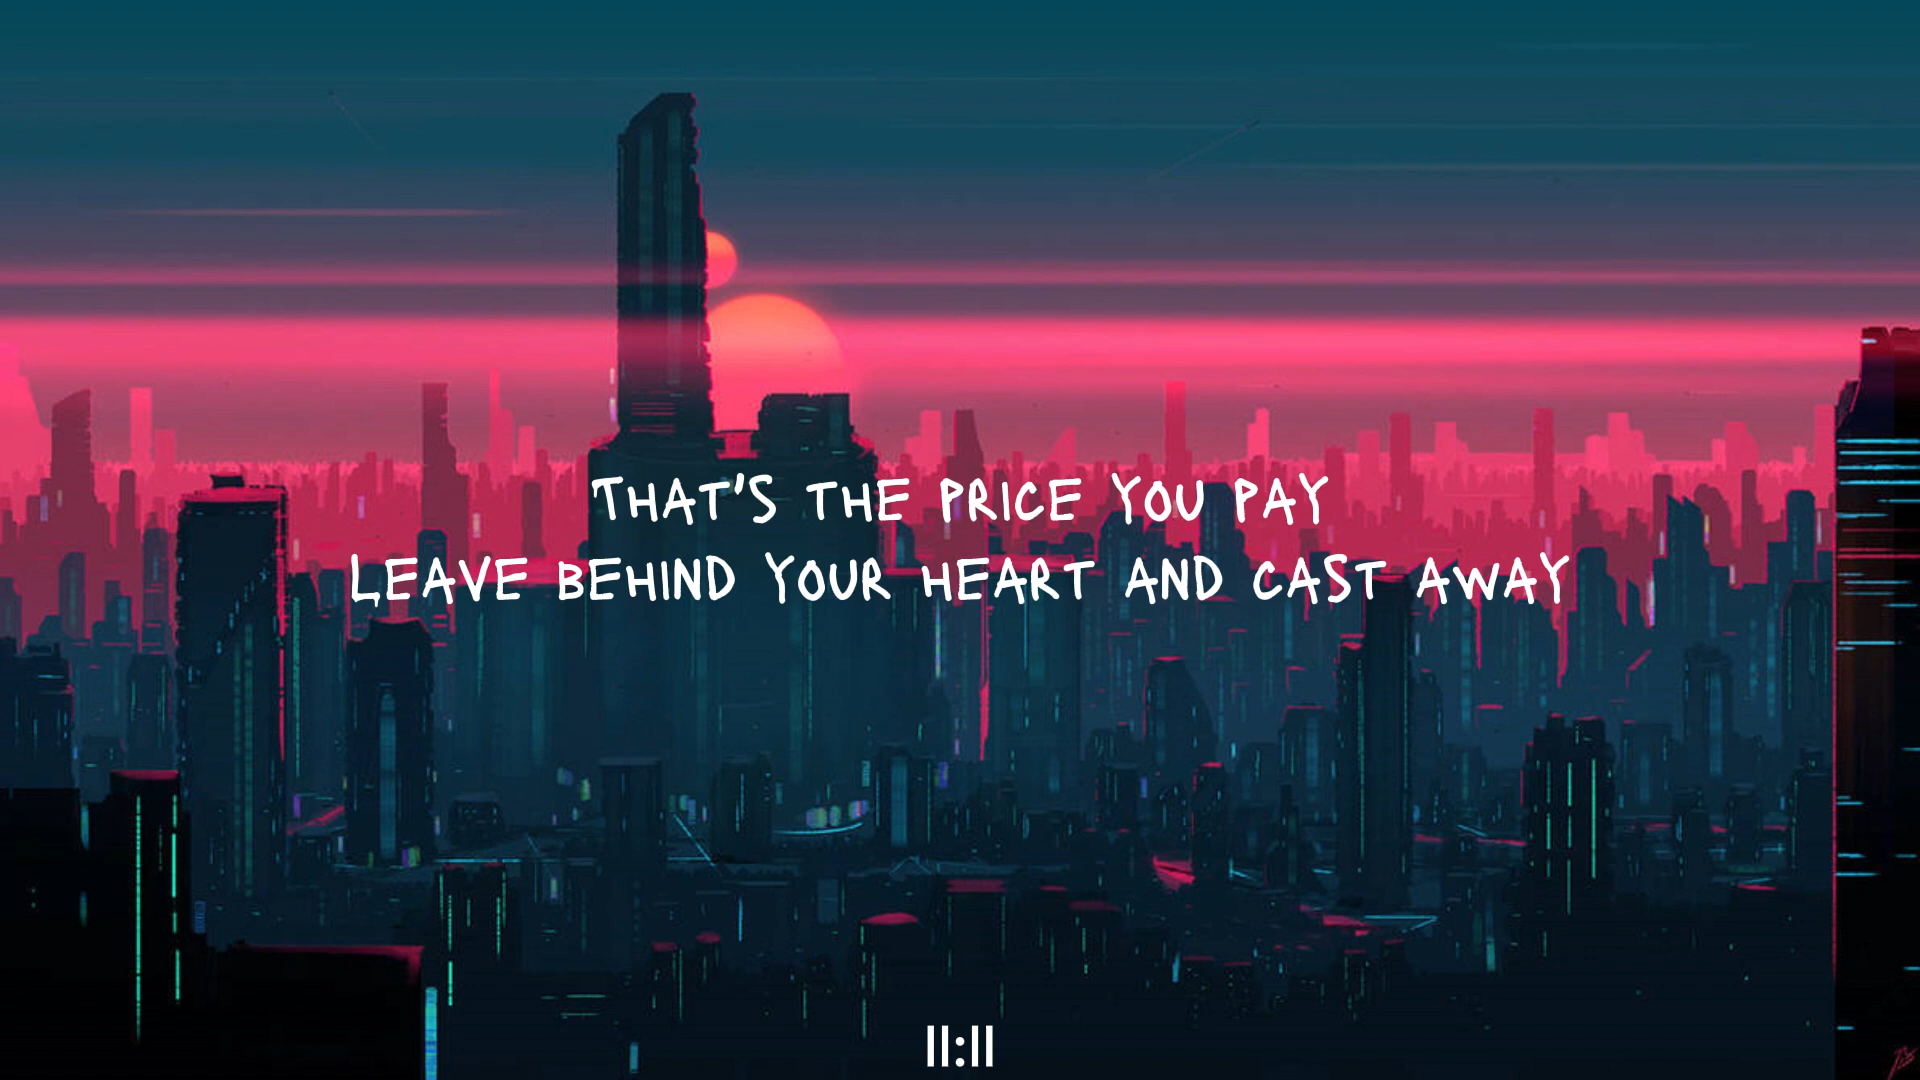 THAT'S THE PRICE YOU PAY
LEAVE BEHIND YOUR HEART AND CAST AWAY
11:11